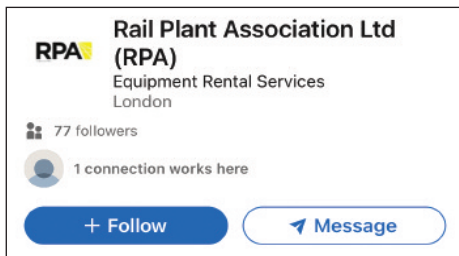 RPA
Rail Plant Association Ltd
(RPA)
Equipment Rental Services
London
77 followers
1 connection works here
+ Follow
Message